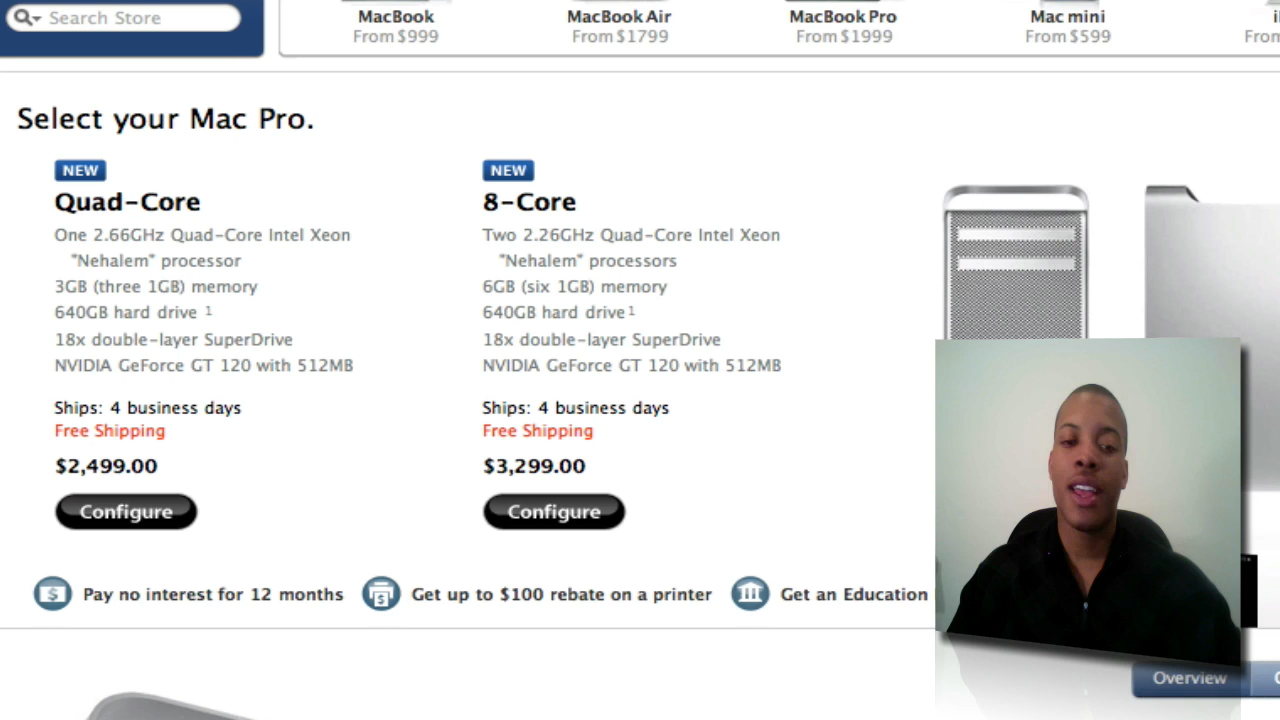 Search Store
MacBook
From $999
MacBook Air
From $1799
MacBook Pro
From $1999
Mac mini
From $599
From
Select your Mac Pro.
NEW
Quad-Core
One 2.66GHz Quad-Core Intel Xeon
"Nehalem" processor
3GB (three 1GB) memory
640GB hard drive 1
18x double-layer SuperDrive
NVIDIA GeForce GT 120 with 512MB
Ships: 4 business days
Free Shipping
$2,499.00
Configure
NEW
8-Core
Two 2.26GHz Quad-Core Intel Xeon
"Nehalem" processors
6GB (six 1GB) memory
640GB hard drive 1
18x double-layer SuperDrive
NVIDIA GeForce GT 120 with 512MB
Ships: 4 business days
Free Shipping
$3,299.00
Configure
$ Pay no interest for 12 months
$ Get up to $100 rebate on a printer
Get an Education
Overview